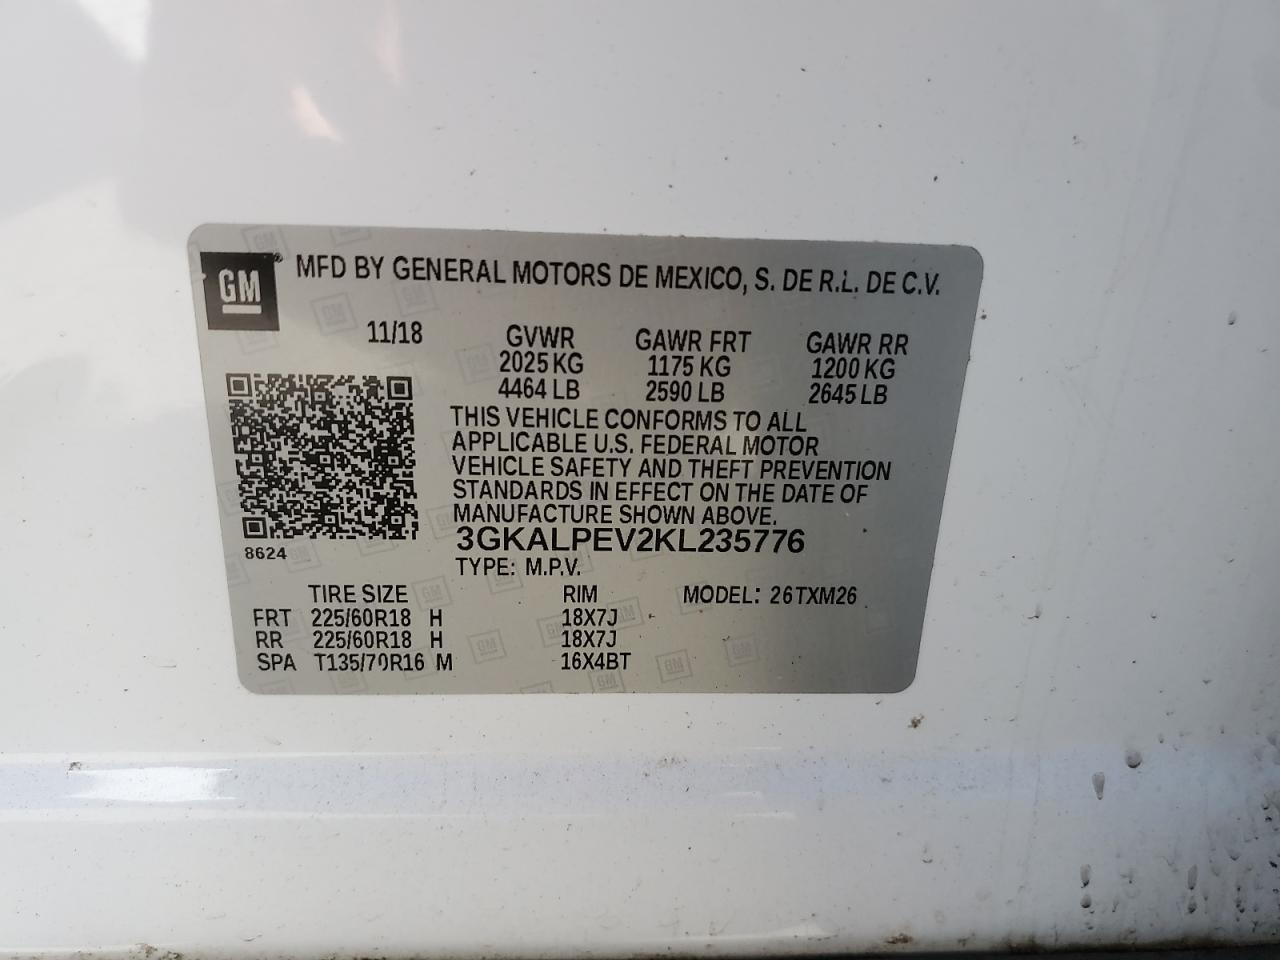 GM
MFD BY GENERAL MOTORS DE MEXICO, S. DE R.L. DE C.V.
11/18 GVWR GAWR FRT GAWR RR
2025 KG 1175 KG 1200 KG
4464 LB 2590 LB 2645 LB
THIS VEHICLE CONFORMS TO ALL
APPLICABLE U.S. FEDERAL MOTOR
VEHICLE SAFETY AND THEFT PREVENTION
STANDARDS IN EFFECT ON THE DATE OF
MANUFACTURE SHOWN ABOVE.
8624
3GKALPEV2KL235776
TYPE: M.P.V.
TIRE SIZE RIM MODEL: 26TXM26
FRT 225/60R18 H 18X7J
RR 225/60R18 H 18X7J
SPA T135/70R16 M 16X4BT